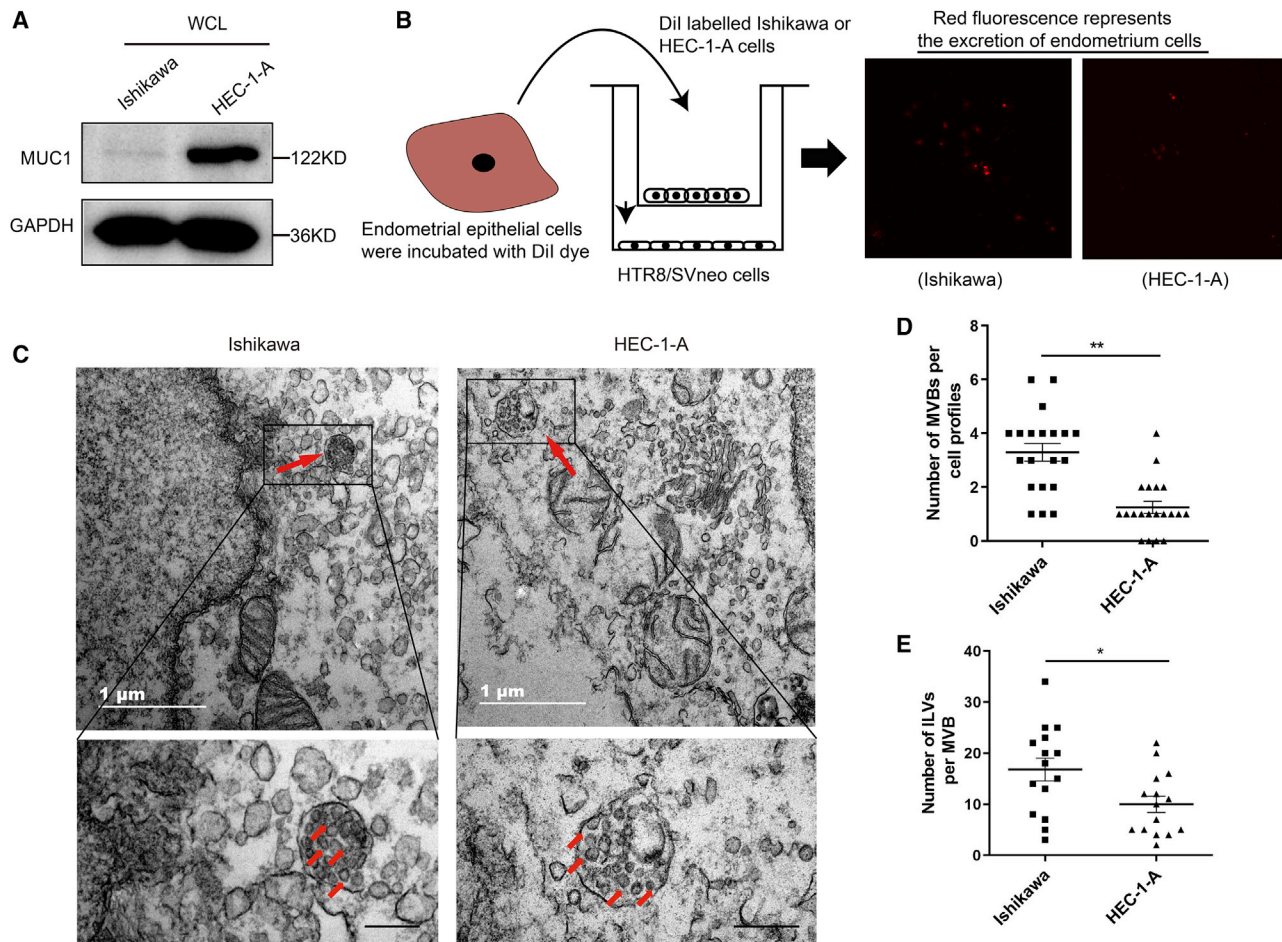 A
WCL
Ishikawa
HEC-1-A
MUC1
122KD
GAPDH
36KD
B
DiI labelled Ishikawa or
HEC-1-A cells
Endometrial epithelial cells
were incubated with DiI dye
HTR8/SVneo cells
Red fluorescence represents
the excretion of endometrium cells
(Ishikawa)
(HEC-1-A)
C
Ishikawa
HEC-1-A
1 μm
1 μm
D
Number of MVBs per
cell profiles
8
6
4
2
0
**
Ishikawa
HEC-1-A
E
Number of ILVs
per MVB
40
30
20
10
0
*
Ishikawa
HEC-1-A